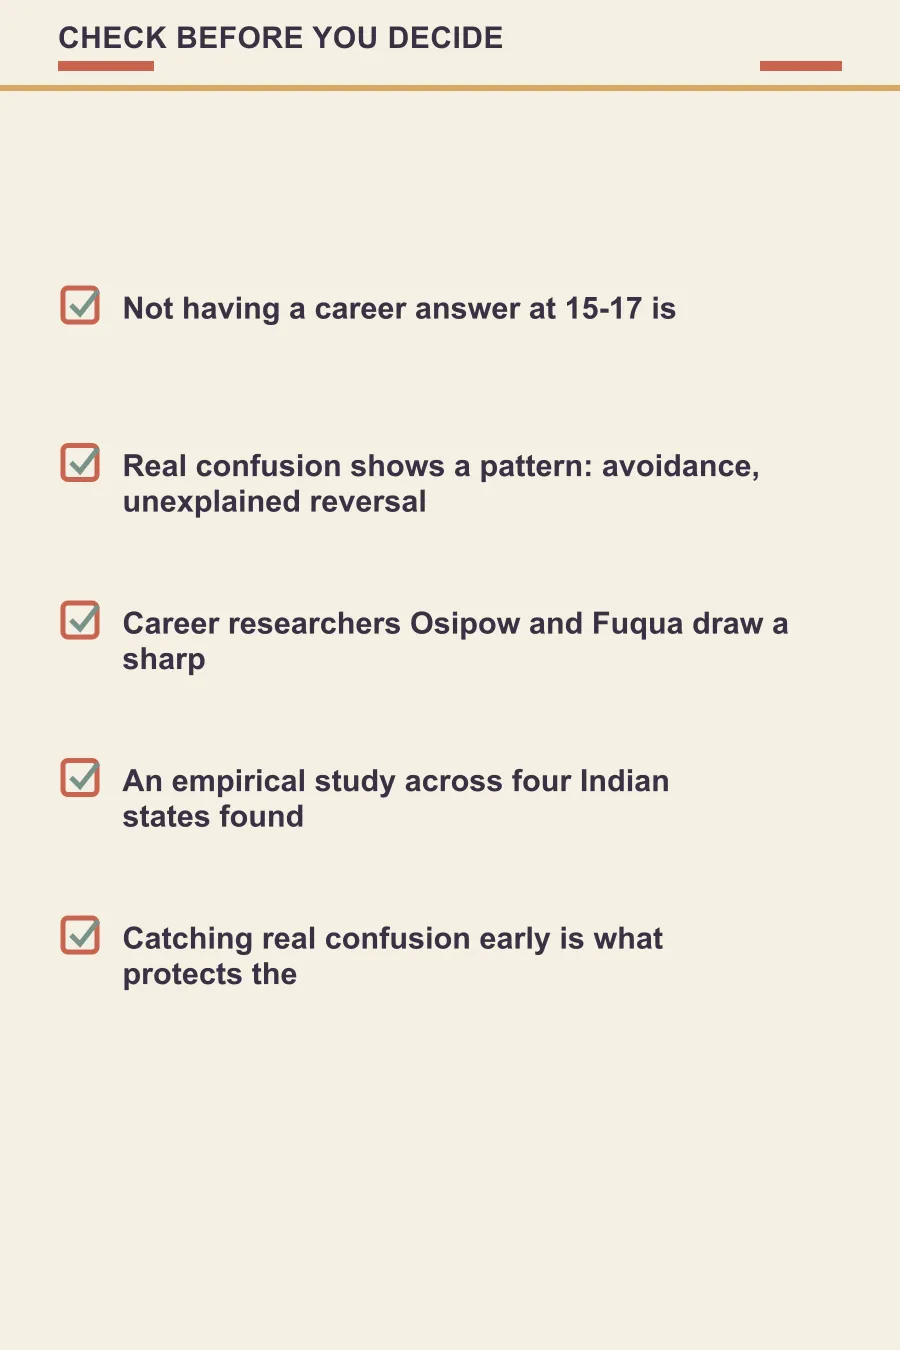 CHECK BEFORE YOU DECIDE
Not having a career answer at 15-17 is
Real confusion shows a pattern: avoidance,
unexplained reversal
Career researchers Osipow and Fuqua draw a
sharp
An empirical study across four Indian
states found
Catching real confusion early is what
protects the